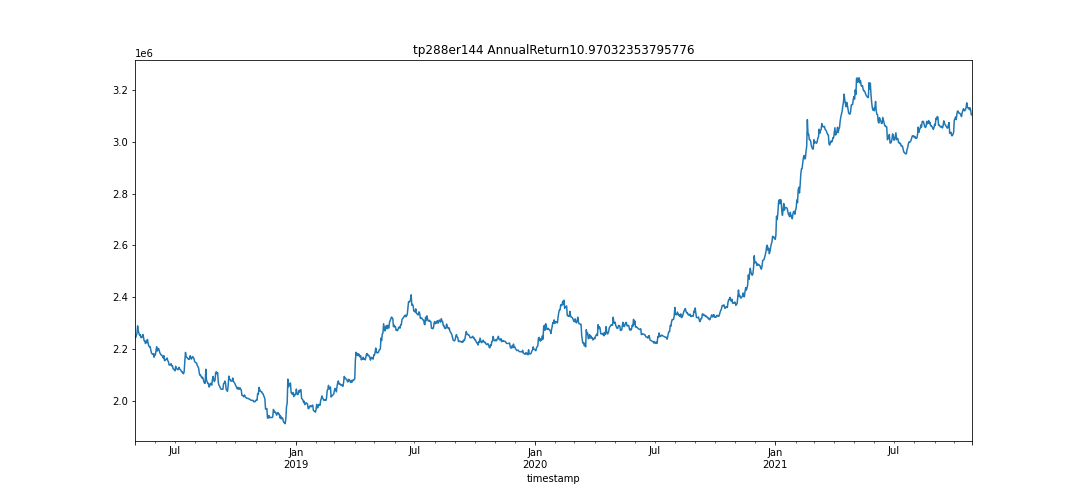 tp288er144 AnnualReturn10.97032353795776
1e6
3.2
3.0
2.8
2.6
2.4
2.2
2.0
Jul Jan Jul Jan Jul Jan Jul
2019 2020 2021
timestamp